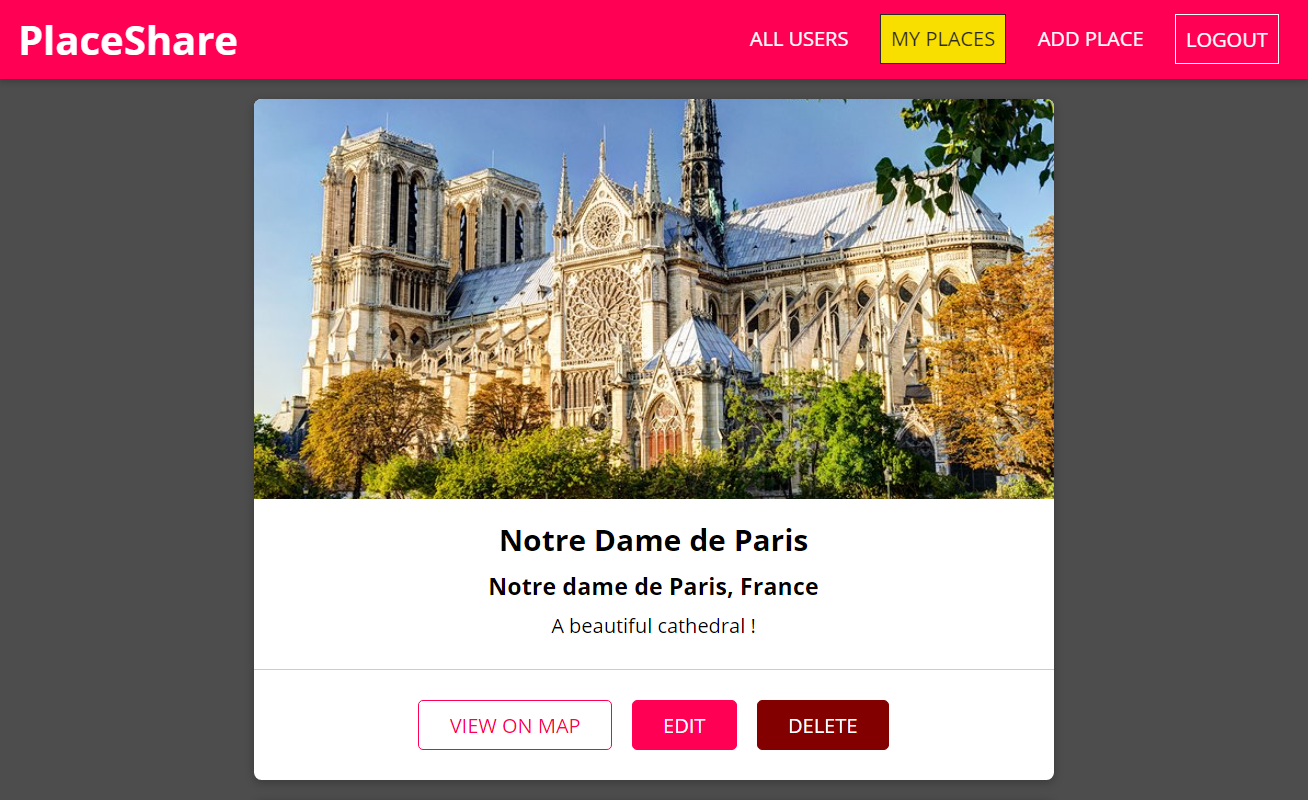 PlaceShare
ALL USERS
MY PLACES
ADD PLACE
LOGOUT
Notre Dame de Paris
Notre dame de Paris, France
A beautiful cathedral !
VIEW ON MAP
EDIT
DELETE